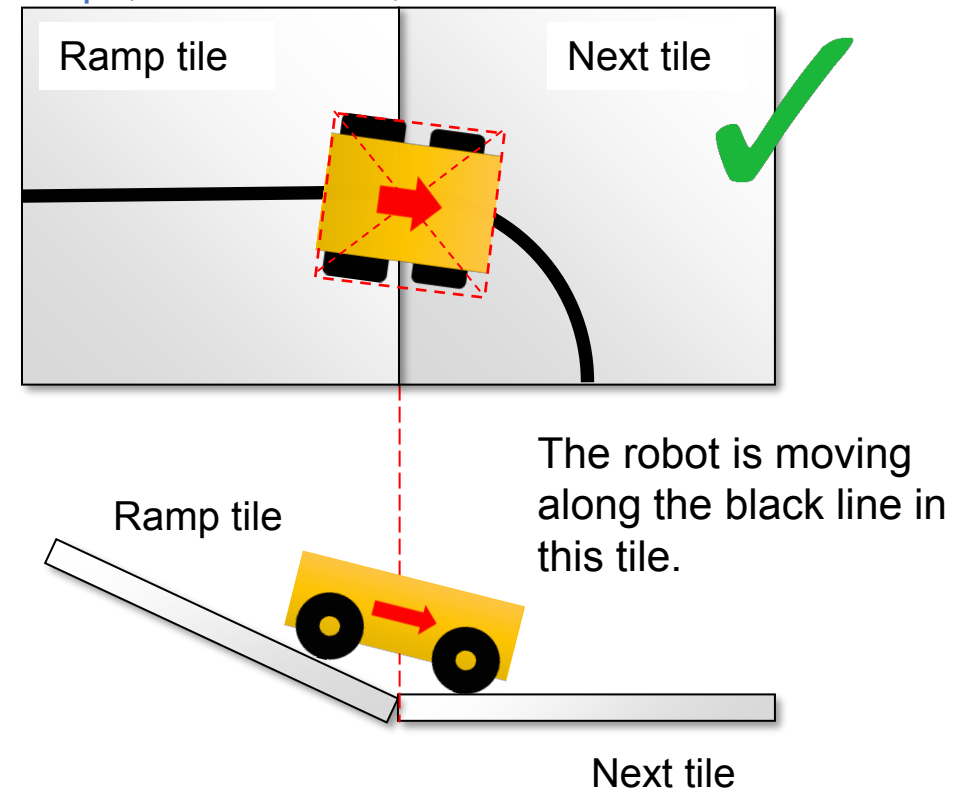 Ramp tile
Next tile
The robot is moving
along the black line in
this tile.
Ramp tile
Next tile